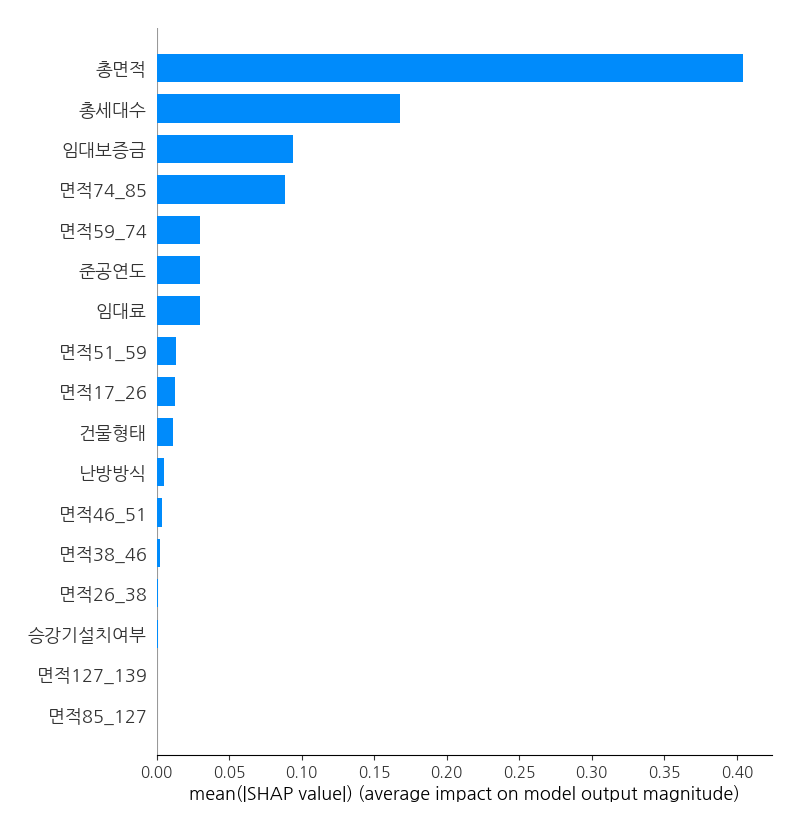 총면적
총세대수
임대보증금
면적74_85
면적59_74
준공연도
임대료
면적51_59
면적17_26
건물형태
난방방식
면적46_51
면적38_46
면적26_38
승강기설치여부
면적127_139
면적85_127
0.00 0.05 0.10 0.15 0.20 0.25 0.30 0.35 0.40
mean(|SHAP value|) (average impact on model output magnitude)